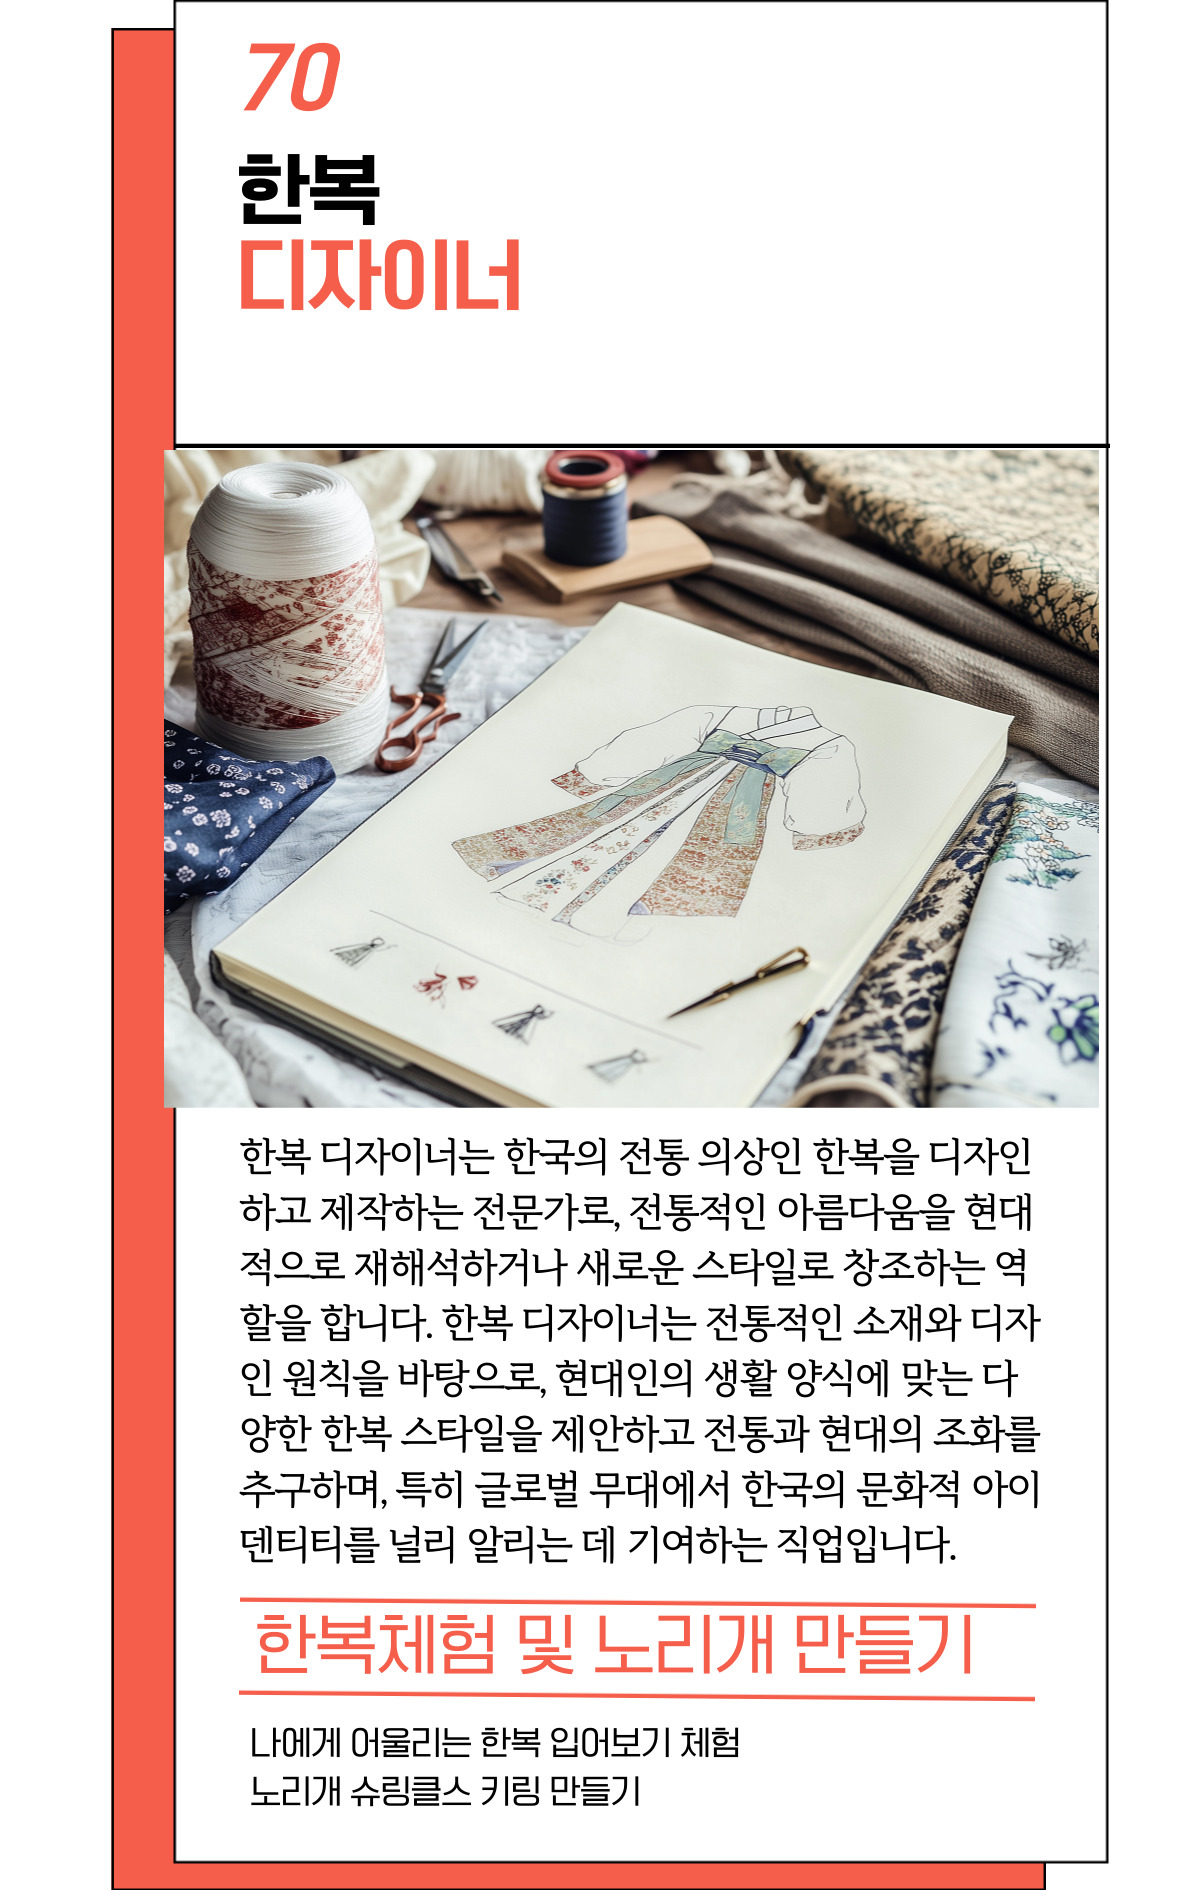 70
한복
디자이너
한복 디자이너는 한국의 전통 의상인 한복을 디자인
하고 제작하는 전문가로, 전통적인 아름다움을 현대
적으로 재해석하거나 새로운 스타일로 창조하는 역
할을 합니다. 한복 디자이너는 전통적인 소재와 디자
인 원칙을 바탕으로, 현대인의 생활 양식에 맞는 다
양한 한복 스타일을 제안하고 전통과 현대의 조화를
추구하며, 특히 글로벌 무대에서 한국의 문화적 아이
덴티티를 널리 알리는 데 기여하는 직업입니다.
한복체험 및 노리개 만들기
나에게 어울리는 한복 입어보기 체험
노리개 슈링클스 키링 만들기